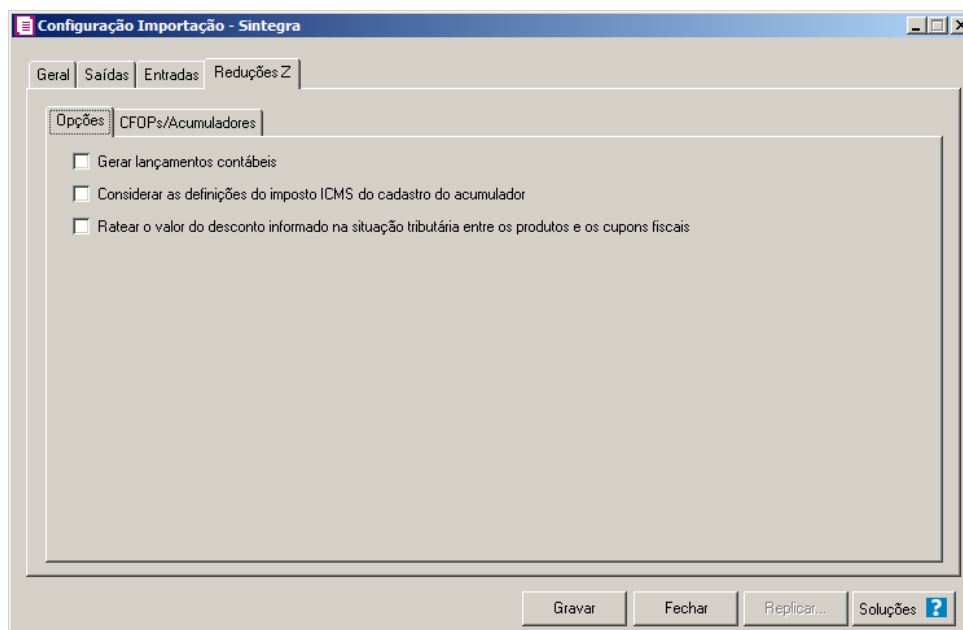 Configuração Importação - Sintegra
Geral Saídas Entradas Reduções Z
Opções CFOPs/Acumuladores
Gerar lançamentos contábeis
Considerar as definições do imposto ICMS do cadastro do acumulador
Ratear o valor do desconto informado na situação tributária entre os produtos e os cupons fiscais
Gravar Fechar Replicar... Soluções ?